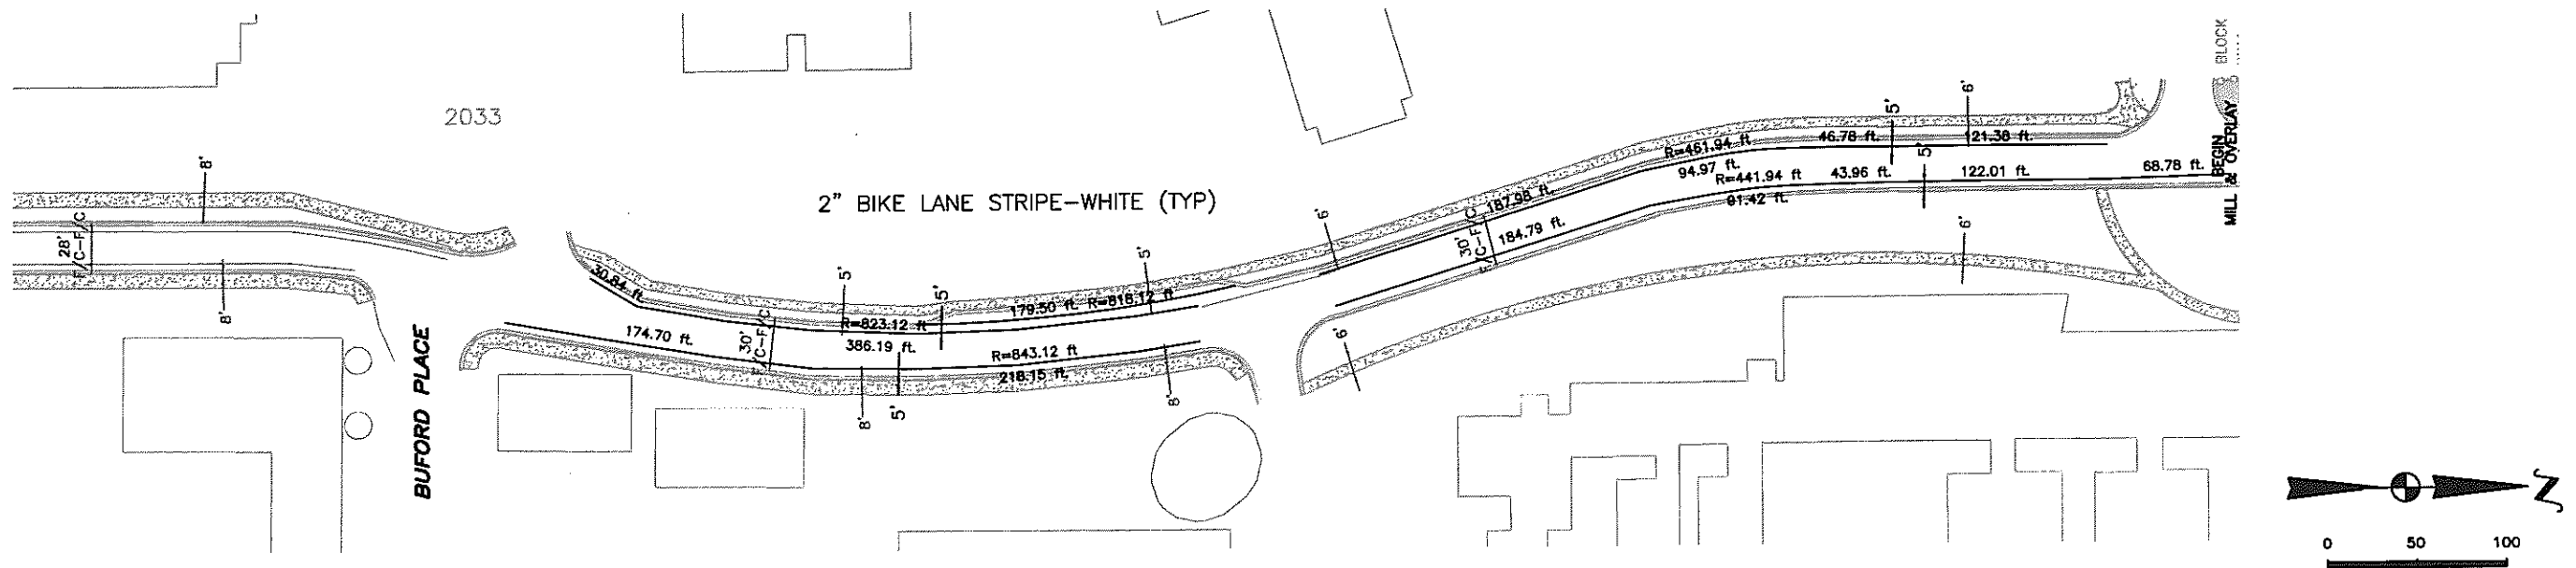 2033
8'
28'
F/C-F/C
8'
BUFORD PLACE
2" BIKE LANE STRIPE-WHITE (TYP)
30.84 ft.
174.70 ft.
30'
F/C-F/C
5'
R=823.12 ft
386.19 ft.
8'
5'
5'
179.50 ft.
R=818.12 ft
R=843.12 ft
218.15 ft.
5'
8'
6'
6'
187.98 ft.
30'
F/C-F/C
184.79 ft.
R=461.94 ft
94.97 ft.
R=441.94 ft
91.42 ft.
46.78 ft.
43.96 ft.
5'
5'
6'
121.38 ft.
122.01 ft.
6'
68.78 ft.
BLOCK
BEGIN
MILL & OVERLAY
Z
0 50 100